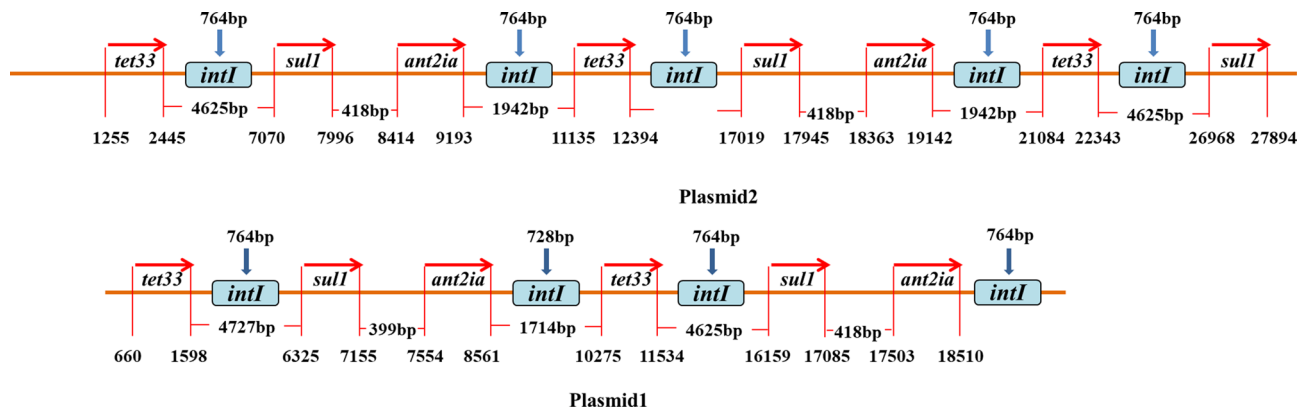 764bp 764bp 764bp 764bp 764bp
tet33 intI sul1 ant2ia intI tet33 intI sul1 ant2ia intI tet33 intI sul1
4625bp 418bp 1942bp 418bp 1942bp 4625bp
1255 2445 7070 7996 8414 9193 11135 12394 17019 17945 18363 19142 21084 22343 26968 27894
Plasmid2
764bp 728bp 764bp 764bp
tet33 intI sul1 ant2ia intI tet33 intI sul1 ant2ia intI
4727bp 399bp 1714bp 4625bp 418bp
660 1598 6325 7155 7554 8561 10275 11534 16159 17085 17503 18510
Plasmid1